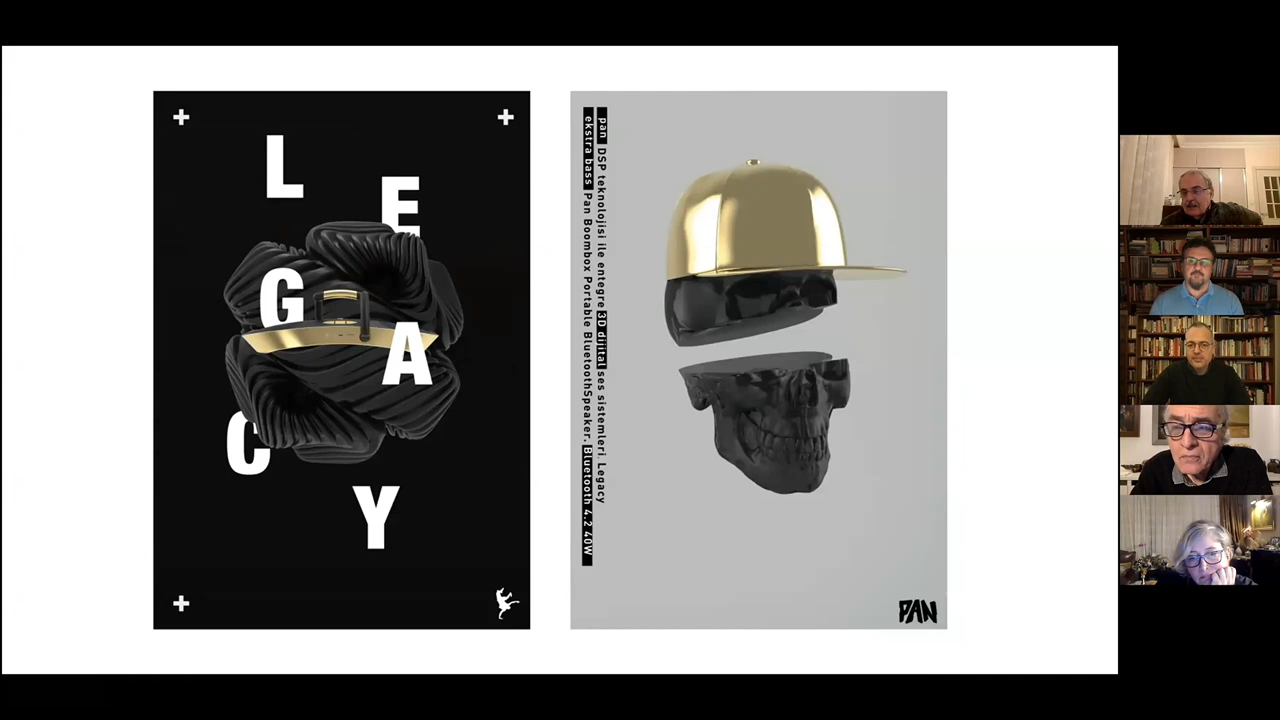 L
E
G
A
C
Y
pan DSP teknolojisi ile entegre 3D dijital ses sistemleri. Legacy
ekstra bass Pan Boombox Portable BluetoothSpeaker. Bluetooth 4.2 40W
PAN